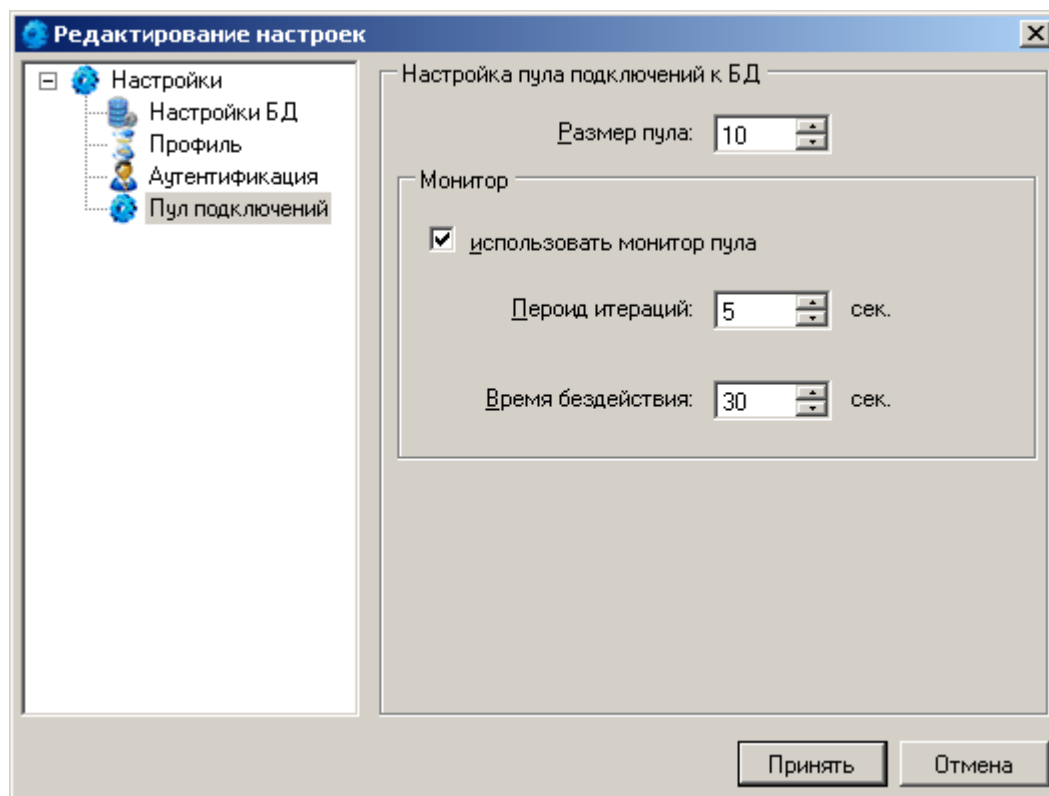 Редактирование настроек
Настройки
Настройки БД
Профиль
Аутентификация
Пул подключений
Настройка пула подключений к БД
Размер пула: 10
Монитор
использовать монитор пула
Пероид итераций: 5 сек.
Время бездействия: 30 сек.
Принять Отмена